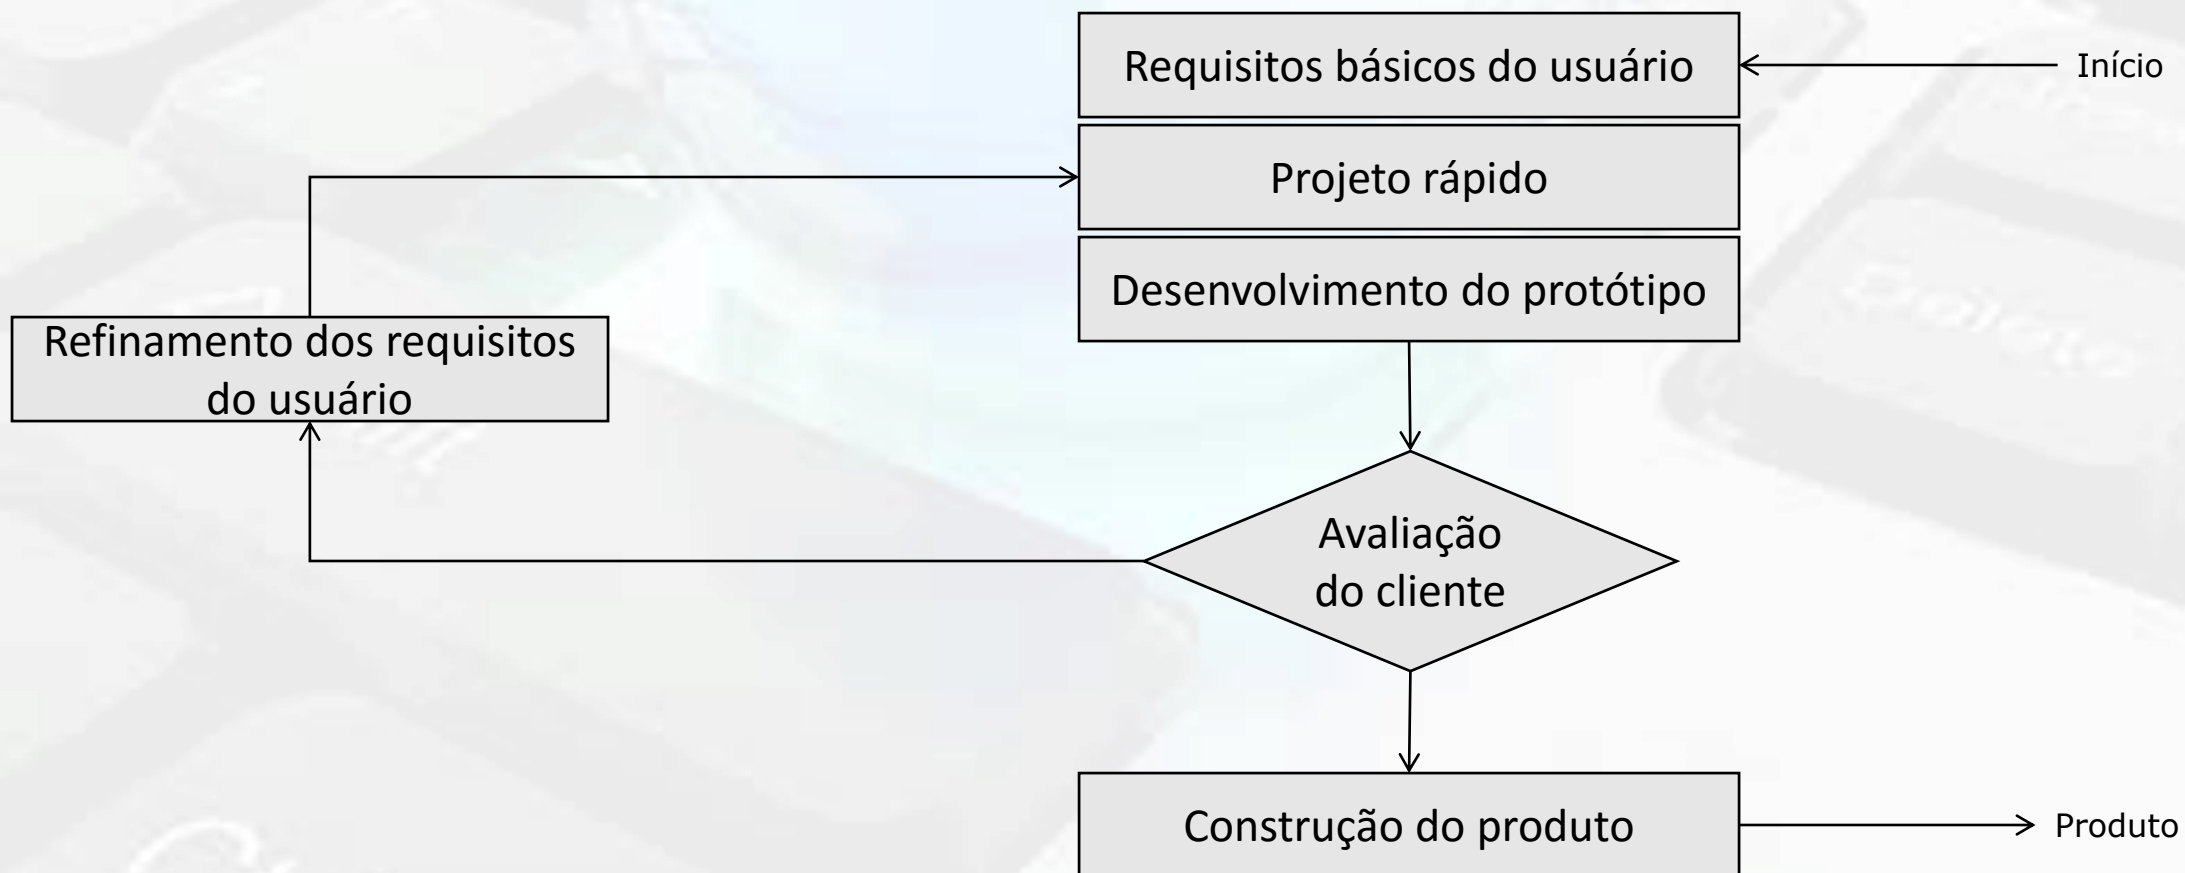 Requisitos básicos do usuário
Início
Projeto rápido
Desenvolvimento do protótipo
Refinamento dos requisitos
do usuário
Avaliação
do cliente
Construção do produto
Produto